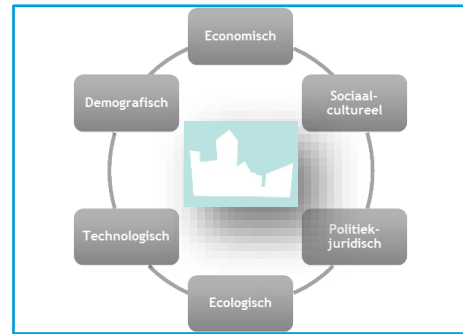 Economisch
Demografisch
Sociaal-
cultureel
Technologisch
Politiek-
juridisch
Ecologisch